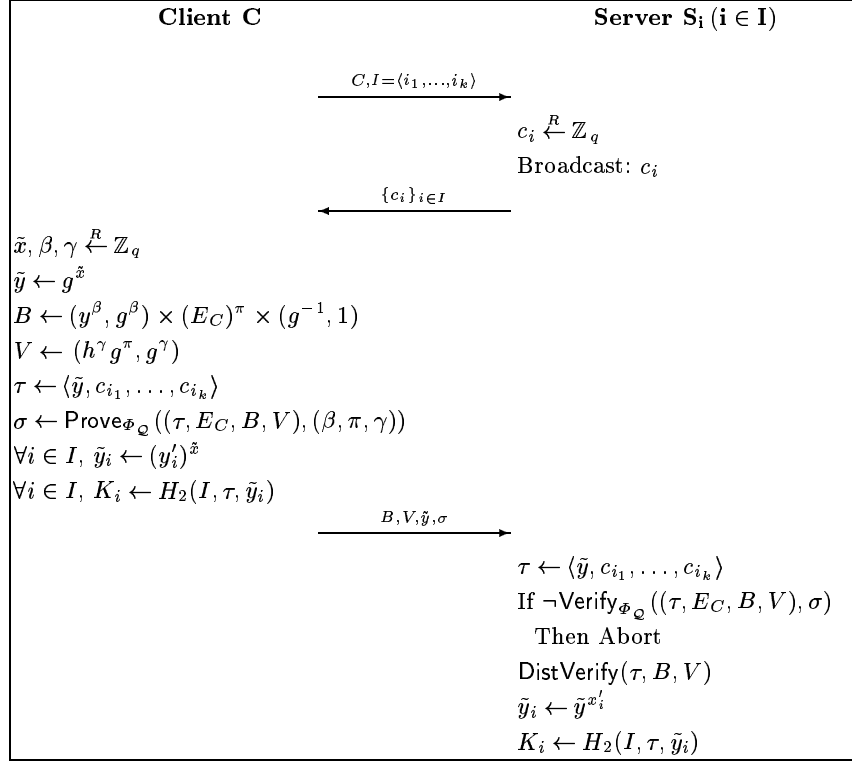 Client C
Server S_i (i ∈ I)
C,I=⟨i_1,...,i_k⟩
c_i ←^R ℤ_q
Broadcast: c_i
{c_i}_{i∈I}
x̃, β, γ ←^R ℤ_q
ỹ ← g^{x̃}
B ← (y^β, g^β) × (E_C)^π × (g^{-1}, 1)
V ← (h^γ g^π, g^γ)
τ ← ⟨ỹ, c_{i_1}, . . . , c_{i_k}⟩
σ ← Prove_{Φ_Q}((τ, E_C, B, V), (β, π, γ))
∀i ∈ I, ỹ_i ← (y'_i)^{x̃}
∀i ∈ I, K_i ← H_2(I, τ, ỹ_i)
B,V,ỹ,σ
τ ← ⟨ỹ, c_{i_1}, . . . , c_{i_k}⟩
If ¬Verify_{Φ_Q}((τ, E_C, B, V), σ)
Then Abort
DistVerify(τ, B, V)
ỹ_i ← ỹ^{x'_i}
K_i ← H_2(I, τ, ỹ_i)